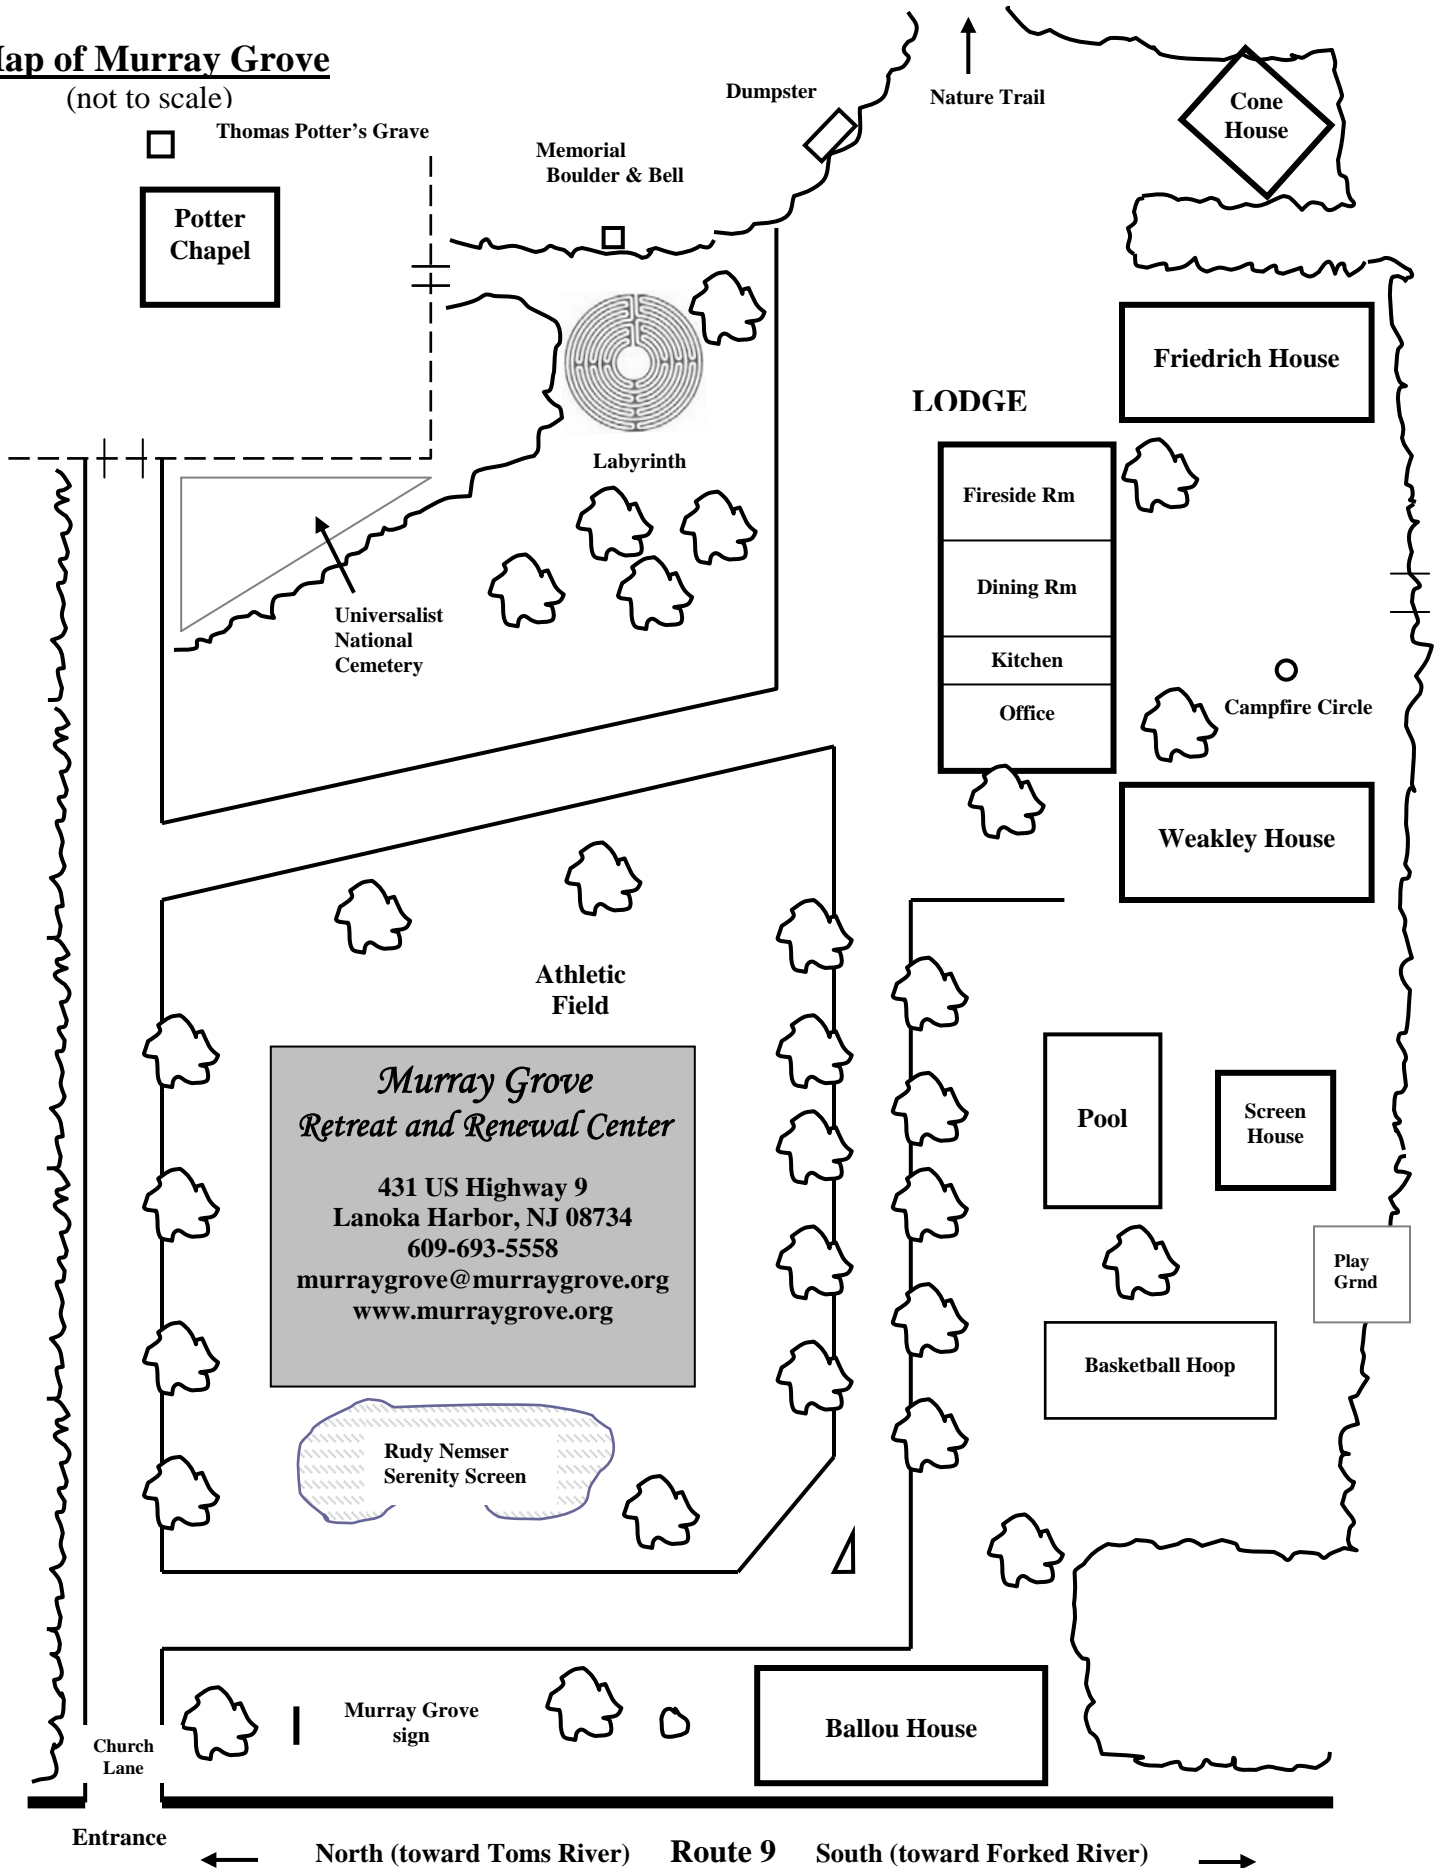 Map of Murray Grove
(not to scale)
Thomas Potter's Grave
Potter
Chapel
Memorial
Boulder & Bell
Dumpster
Nature Trail
Cone
House
Friedrich House
LODGE
Labyrinth
Fireside Rm
Dining Rm
Kitchen
Office
Universalist
National
Cemetery
Campfire Circle
Weakley House
Athletic
Field
Murray Grove
Retreat and Renewal Center
431 US Highway 9
Lanoka Harbor, NJ 08734
609-693-5558
murraygrove@murraygrove.org
www.murraygrove.org
Pool
Screen
House
Play
Grnd
Basketball Hoop
Rudy Nemser
Serenity Screen
Murray Grove
sign
Ballou House
Church
Lane
Entrance
North (toward Toms River)
Route 9
South (toward Forked River)